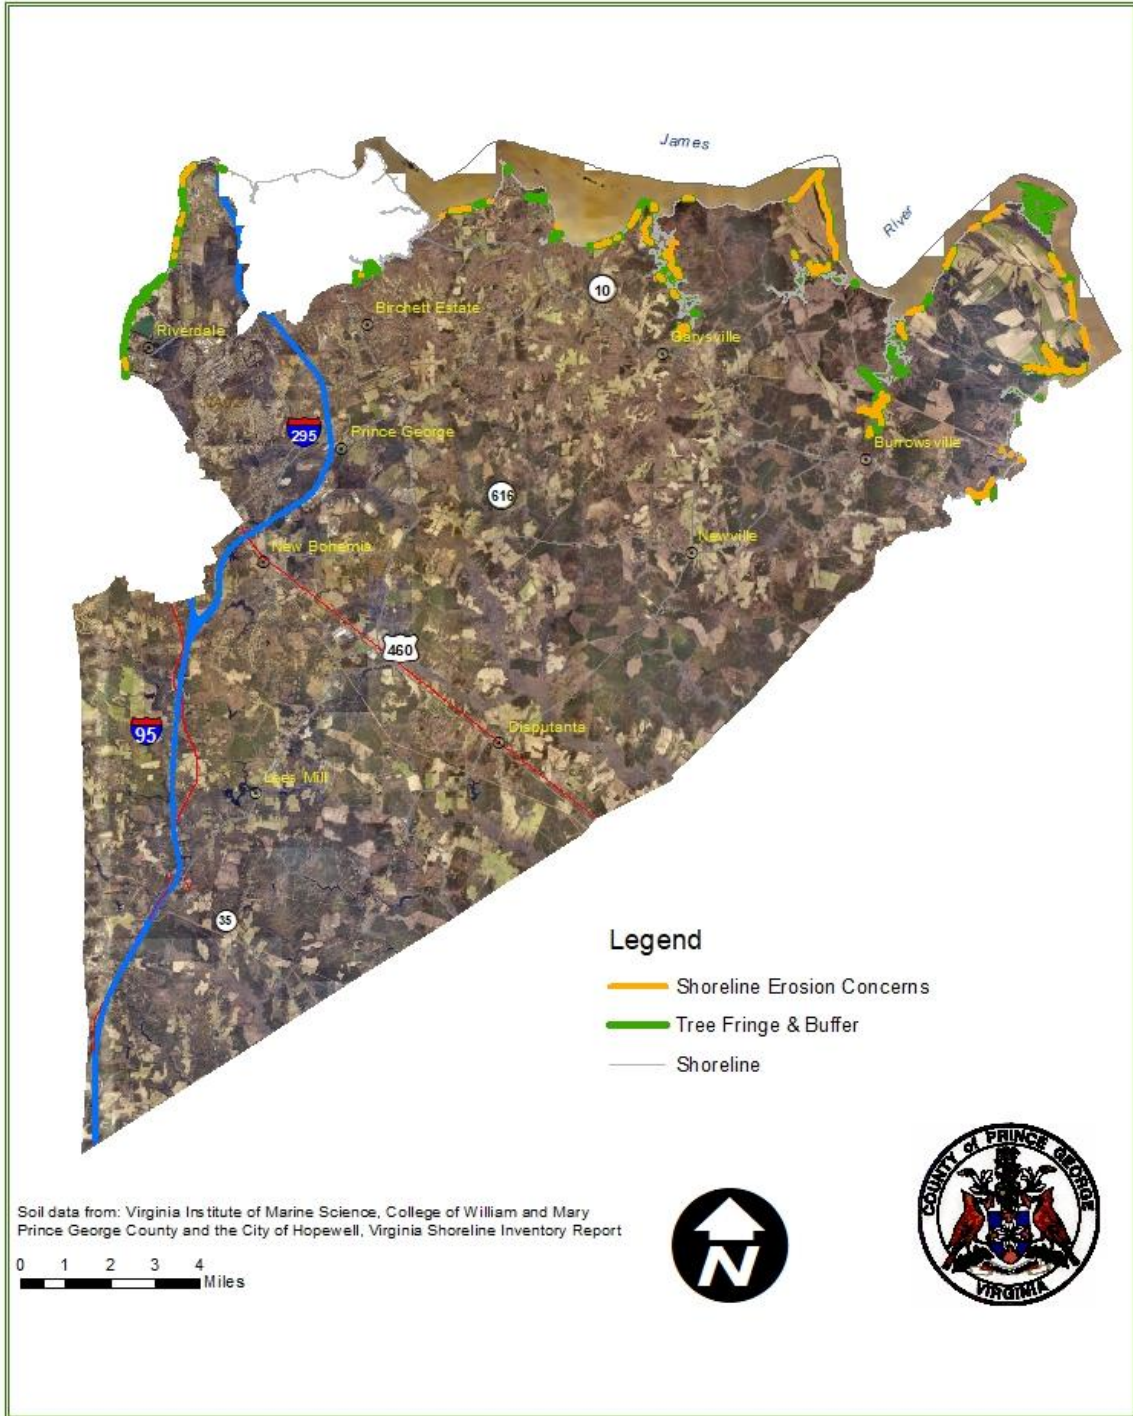 James
River
10
Birchett Estate
Riverdale
Garysville
295
Prince George
Burrowsville
616
New Bohemia
Newville
460
95
Disputanta
Lees Mill
35
Legend
Shoreline Erosion Concerns
Tree Fringe & Buffer
Shoreline
COUNTY of PRINCE GEORGE
VIRGINIA
Soil data from: Virginia Institute of Marine Science, College of William and Mary
Prince George County and the City of Hopewell, Virginia Shoreline Inventory Report
0 1 2 3 4
Miles
N